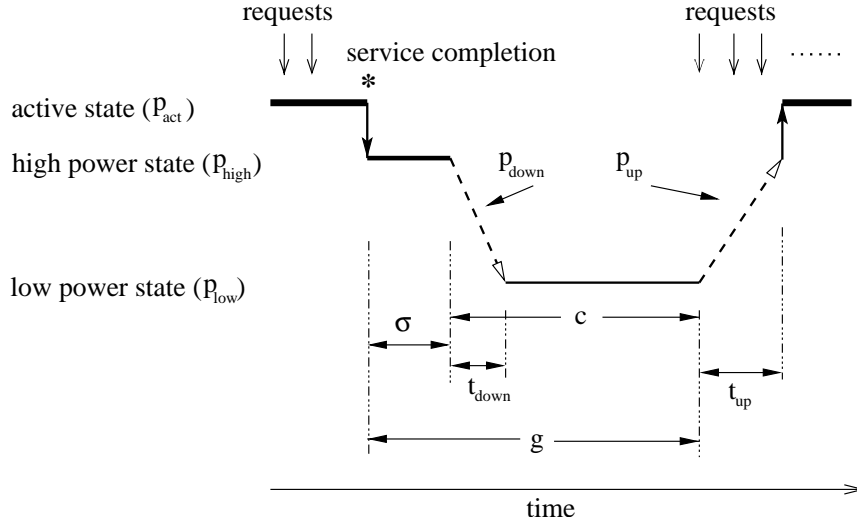 requests requests
service completion ........
*
active state (p_act)
high power state (p_high)
p_down p_up
low power state (p_low)
σ c
t_down t_up
g
time